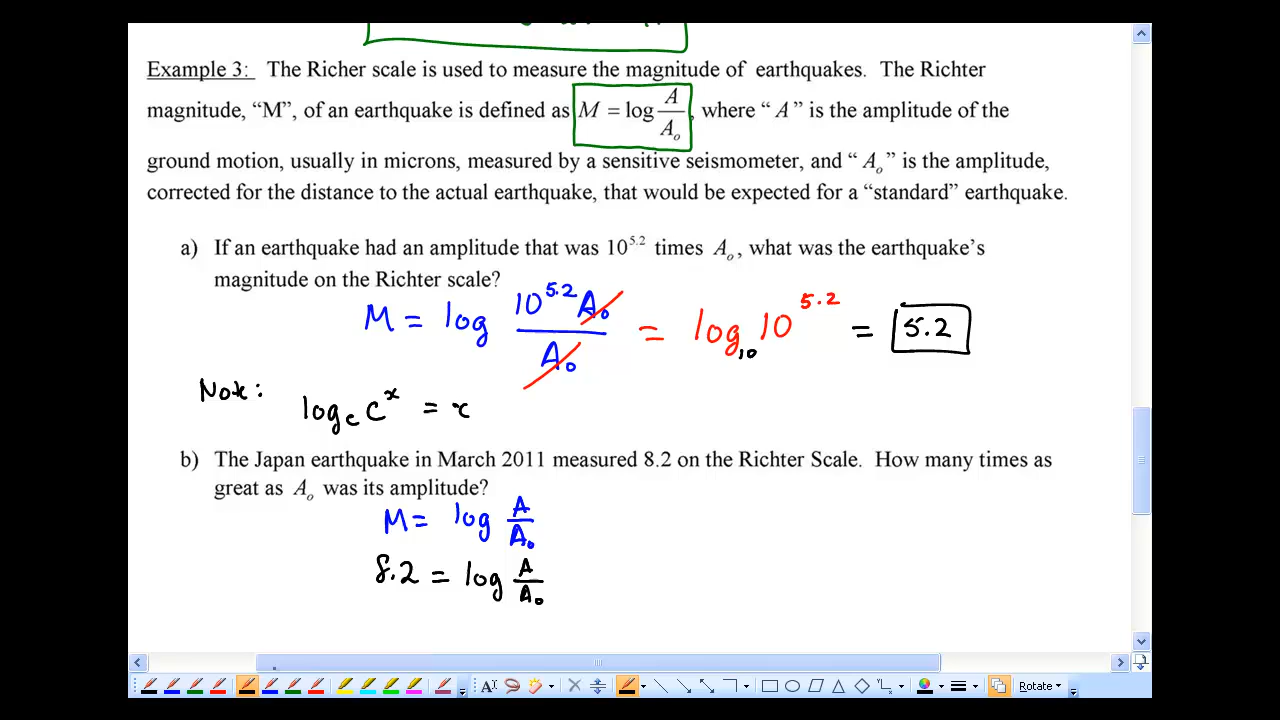 Example 3: The Richer scale is used to measure the magnitude of earthquakes. The Richter
magnitude, “M”, of an earthquake is defined as M = log A/A₀, where “ A ” is the amplitude of the
ground motion, usually in microns, measured by a sensitive seismometer, and “ A₀ ” is the amplitude,
corrected for the distance to the actual earthquake, that would be expected for a “standard” earthquake.
a) If an earthquake had an amplitude that was 10^5.2 times A₀, what was the earthquake’s
magnitude on the Richter scale?
M = log 10^5.2 A₀/A₀ = log₁₀ 10^5.2 = 5.2
Note: log_c c^x = x
b) The Japan earthquake in March 2011 measured 8.2 on the Richter Scale. How many times as
great as A₀ was its amplitude?
M = log A/A₀
8.2 = log A/A₀
Rotate